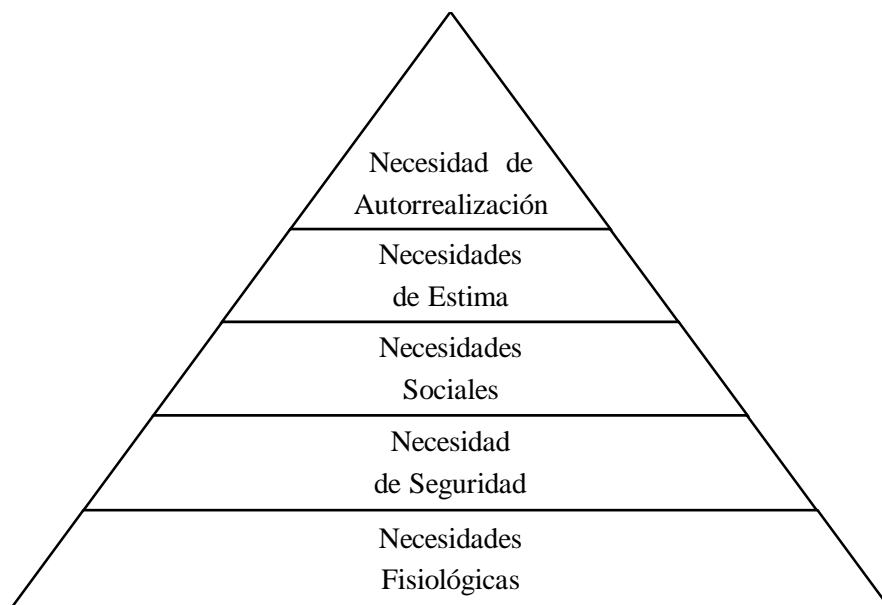 Necesidad de
Autorrealización
Necesidades
de Estima
Necesidades
Sociales
Necesidad
de Seguridad
Necesidades
Fisiológicas